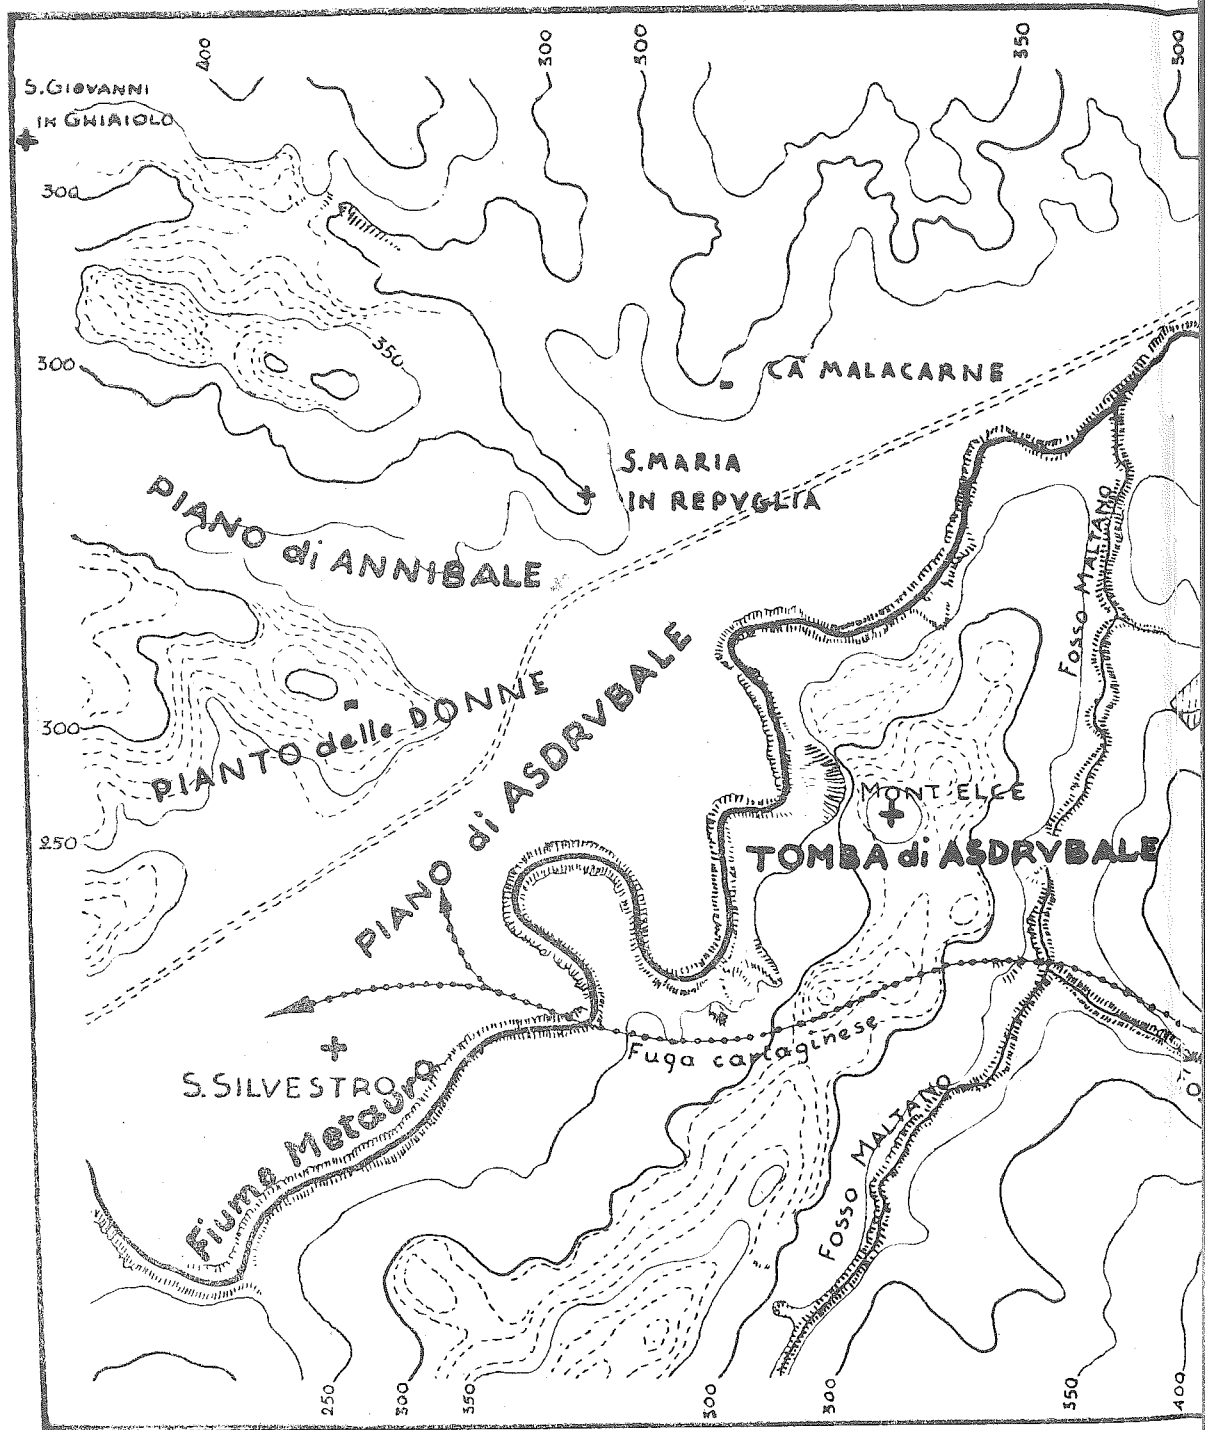 400
300
300
350
300
S. GIOVANNI
IN GHIAIOLO
300
300
350
CA MALACARNE
S. MARIA
IN REPVGLIA
PIANO di ANNIBALE
FOSSO MALTANO
PIANO di ASDRVBALE
PIANTO delle DONNE
300
250
MONT ELCE
TOMBA di ASDRVBALE
Fuga cartaginese
S. SILVESTRO
Fiume Metauro
FOSSO MALTANO
250
300
350
300
300
350
400